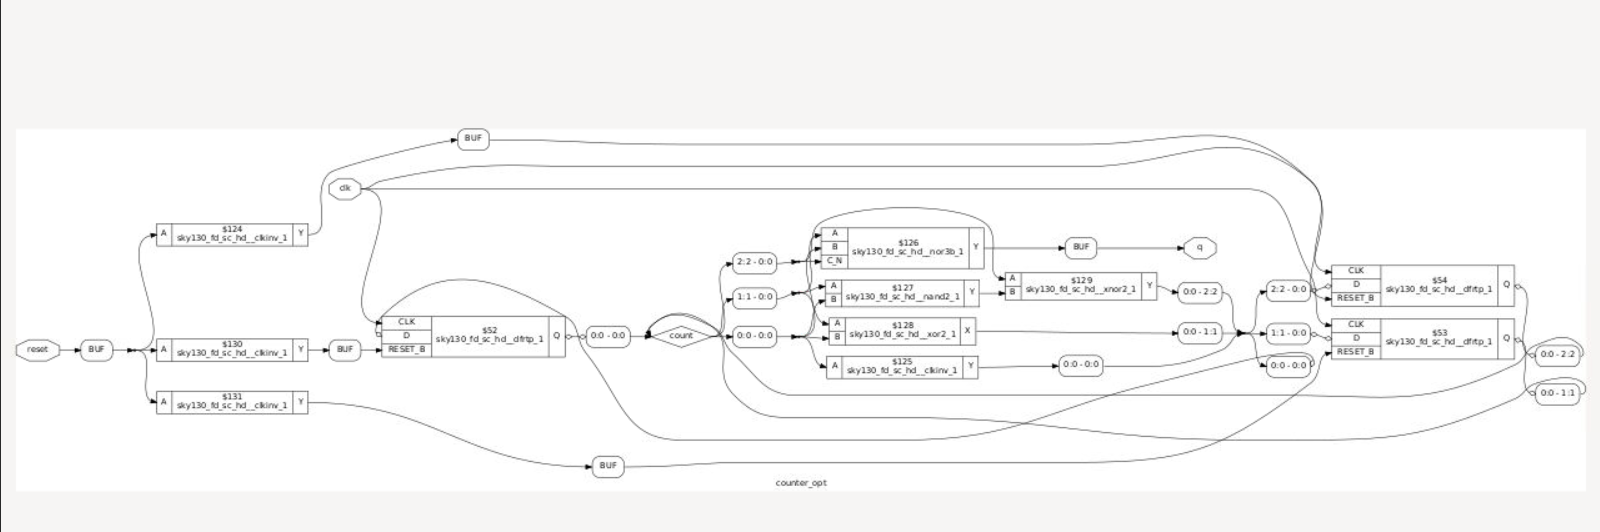 BUF
clk
$124
A sky130_fd_sc_hd__clkinv_1 Y
reset
BUF
$130
A sky130_fd_sc_hd__clkinv_1 Y
BUF
$131
A sky130_fd_sc_hd__clkinv_1 Y
BUF
CLK
D
RESET_B
$52
sky130_fd_sc_hd__dfrtp_1
Q
0:0 - 0:0
count
2:2 - 0:0
1:1 - 0:0
0:0 - 0:0
A
B
C_N
$126
sky130_fd_sc_hd__nor3b_1
Y
BUF
q
A
B
$127
sky130_fd_sc_hd__nand2_1
Y
A
B
$129
sky130_fd_sc_hd__xnor2_1
Y
0:0 - 2:2
A
B
$128
sky130_fd_sc_hd__xor2_1
X
0:0 - 1:1
A
$125
sky130_fd_sc_hd__clkinv_1
Y
0:0 - 0:0
2:2 - 0:0
1:1 - 0:0
0:0 - 0:0
CLK
D
RESET_B
$54
sky130_fd_sc_hd__dfrtp_1
Q
CLK
D
RESET_B
$53
sky130_fd_sc_hd__dfrtp_1
Q
0:0 - 2:2
0:0 - 1:1
counter_opt